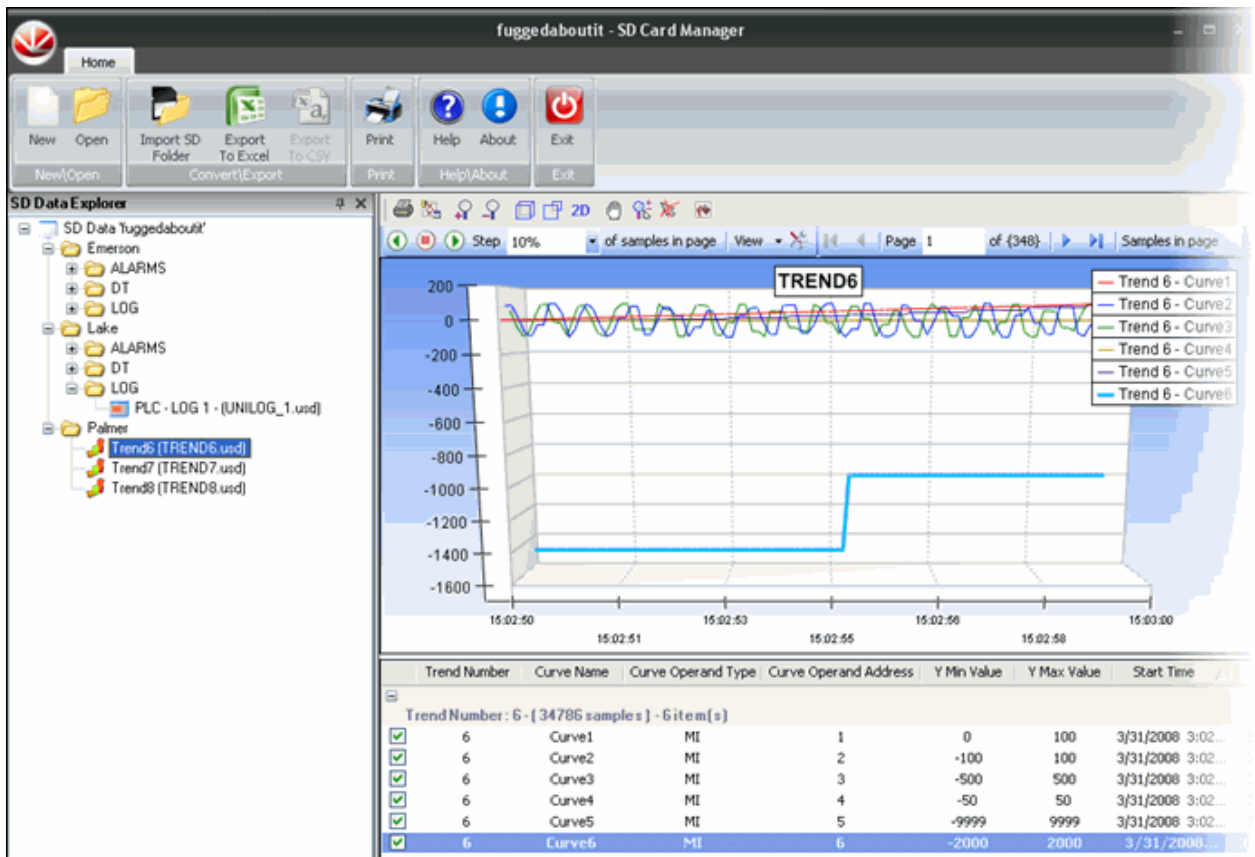 fuggedaboutit - SD Card Manager
Home
New Open Import SD Folder Export To Excel Export To CSV Print Help About Exit
New\Open Convert\Export Print Help\About Exit
SD Data Explorer
SD Data 'fuggedaboutit'
Emerson
ALARMS
DT
LOG
Lake
ALARMS
DT
LOG
PLC - LOG 1 - (UNILOG_1.usd)
Palmer
Trend6 (TREND6.usd)
Trend7 (TREND7.usd)
Trend8 (TREND8.usd)
2D
Step 10% of samples in page View Page 1 of {348} Samples in page
TREND6
Trend 6 - Curve1
Trend 6 - Curve2
Trend 6 - Curve3
Trend 6 - Curve4
Trend 6 - Curve5
Trend 6 - Curve6
200
0
-200
-400
-600
-800
-1000
-1200
-1400
-1600
15:02:50 15:02:53 15:02:56 15:03:00
15:02:51 15:02:55 15:02:58
Trend Number Curve Name Curve Operand Type Curve Operand Address Y Min Value Y Max Value Start Time
Trend Number : 6 - ( 34786 samples ) - 6 item(s)
6 Curve1 MI 1 0 100 3/31/2008 3:02...
6 Curve2 MI 2 -100 100 3/31/2008 3:02...
6 Curve3 MI 3 -500 500 3/31/2008 3:02...
6 Curve4 MI 4 -50 50 3/31/2008 3:02...
6 Curve5 MI 5 -9999 9999 3/31/2008 3:02...
6 Curve6 MI 6 -2000 2000 3/31/2008...